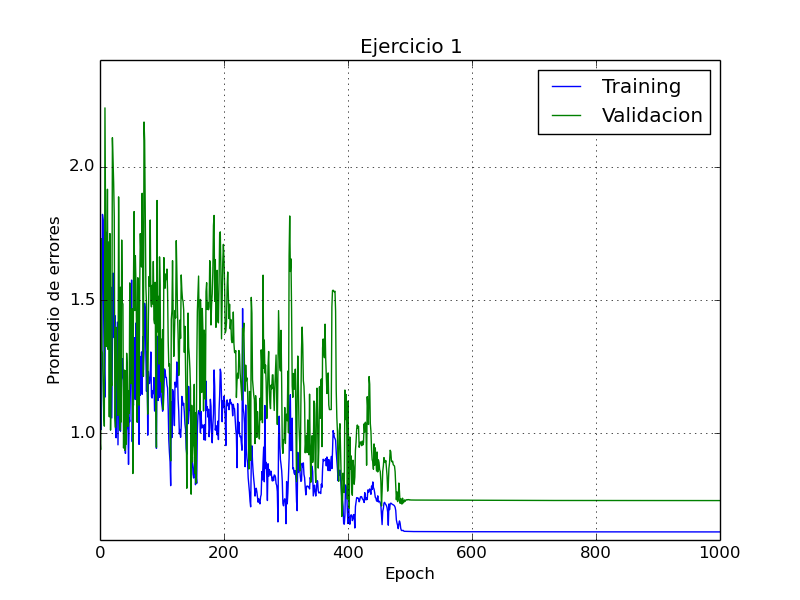 Ejercicio 1
Training
Validacion
2.0
1.5
1.0
Promedio de errores
0
200
400
600
800
1000
Epoch